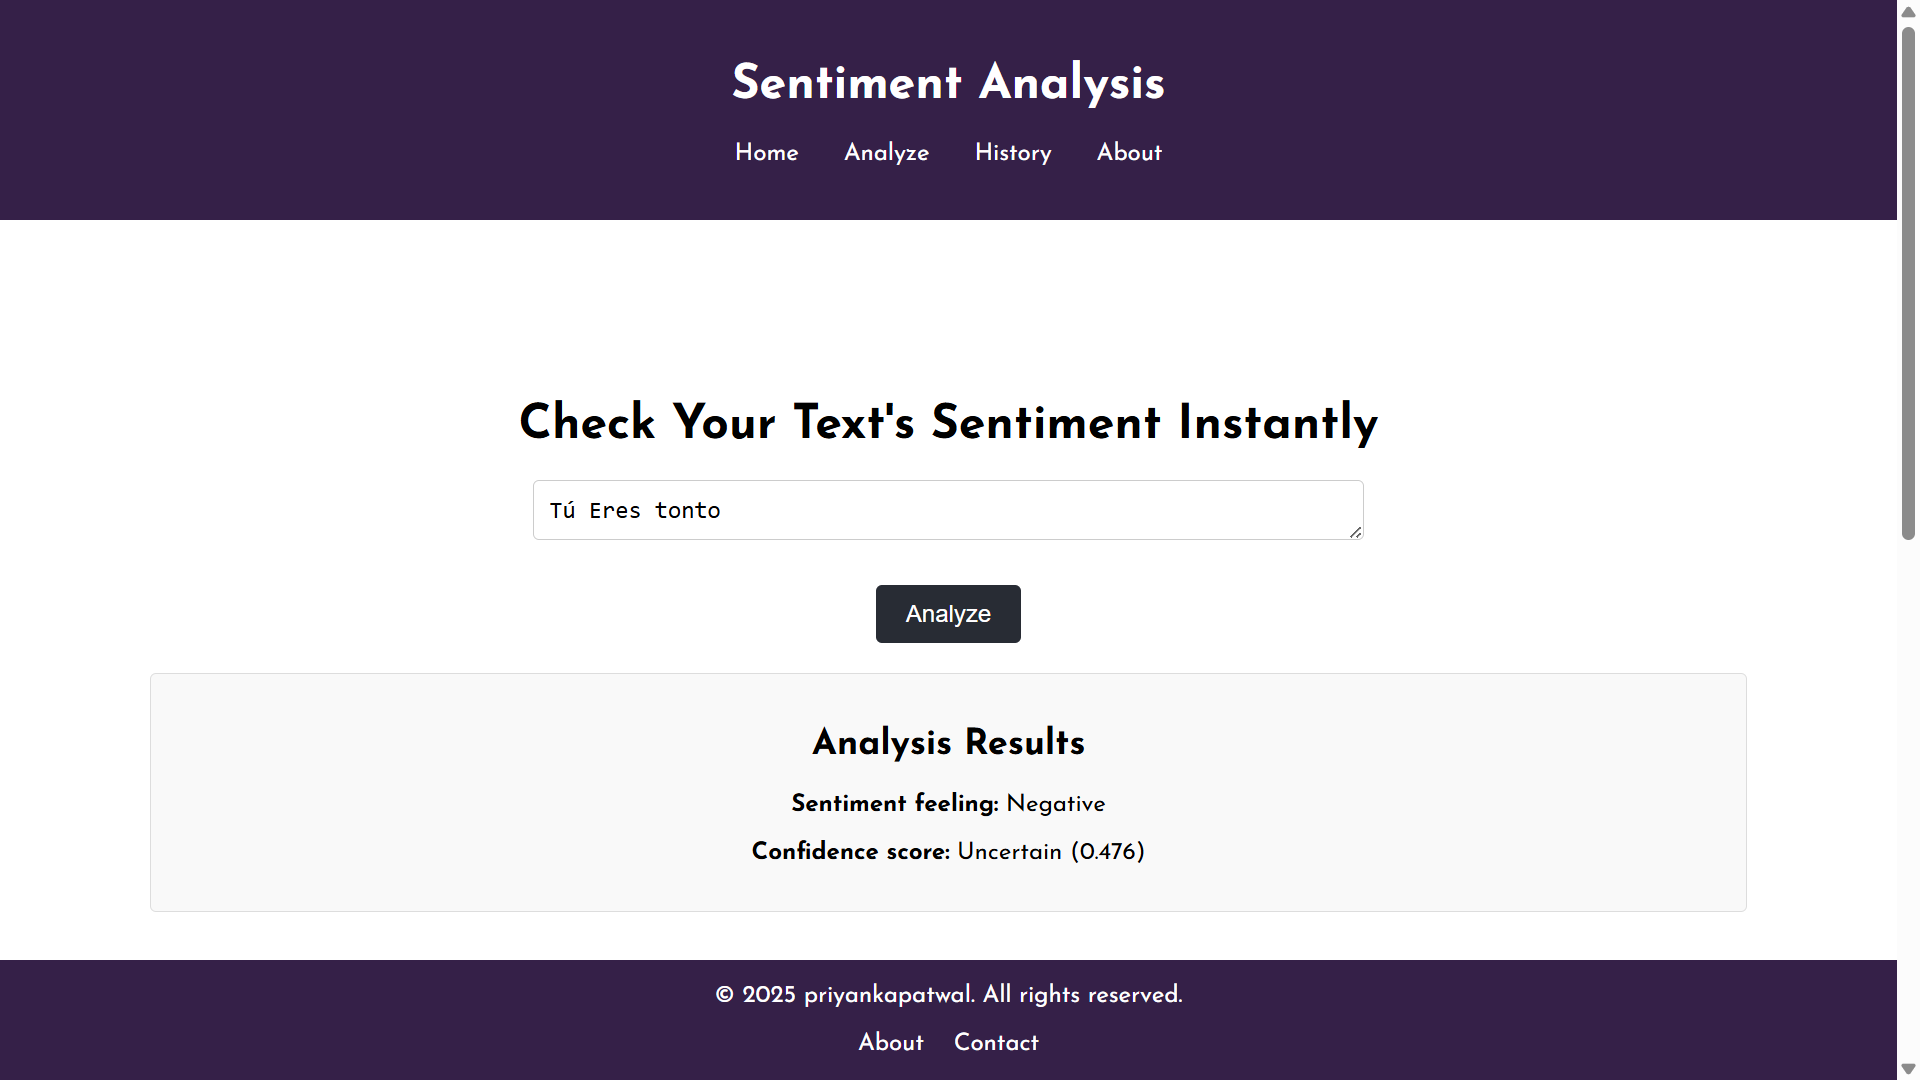 Sentiment Analysis
Home Analyze History About
Check Your Text's Sentiment Instantly
Tú Eres tonto
Analyze
Analysis Results
Sentiment feeling: Negative
Confidence score: Uncertain (0.476)
© 2025 priyankapatwal. All rights reserved.
About Contact